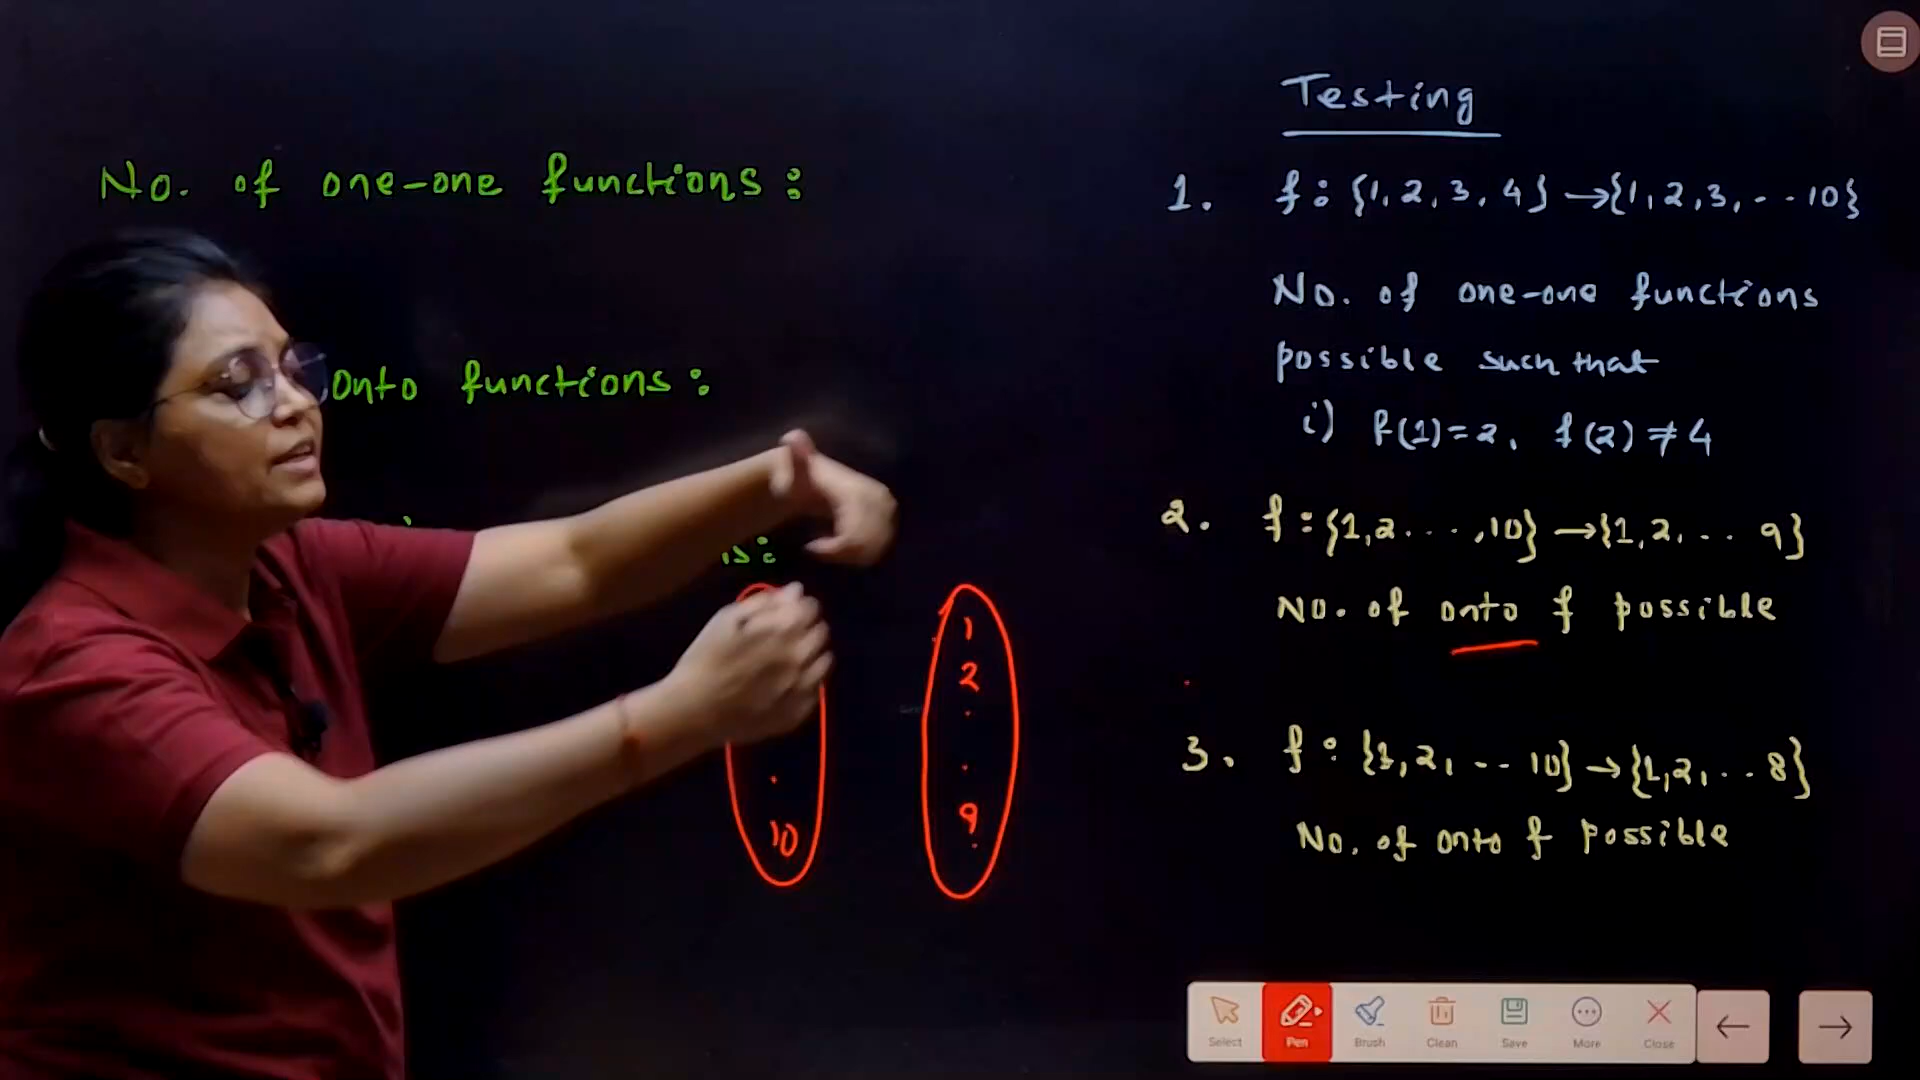 No. of one-one functions :
onto functions :
Testing
1. f : {1, 2, 3, 4} → {1, 2, 3, .. 10}
No. of one-one functions
possible such that
i) f(1) = 2, f(2) ≠ 4
2. f : {1, 2 ... , 10} → {1, 2, ... 9}
No. of onto f possible
3. f : {1, 2, .. 10} → {1, 2, .. 8}
No. of onto f possible
.
10
1
2
.
.
9
Select Pen Brush Clean Save More Close